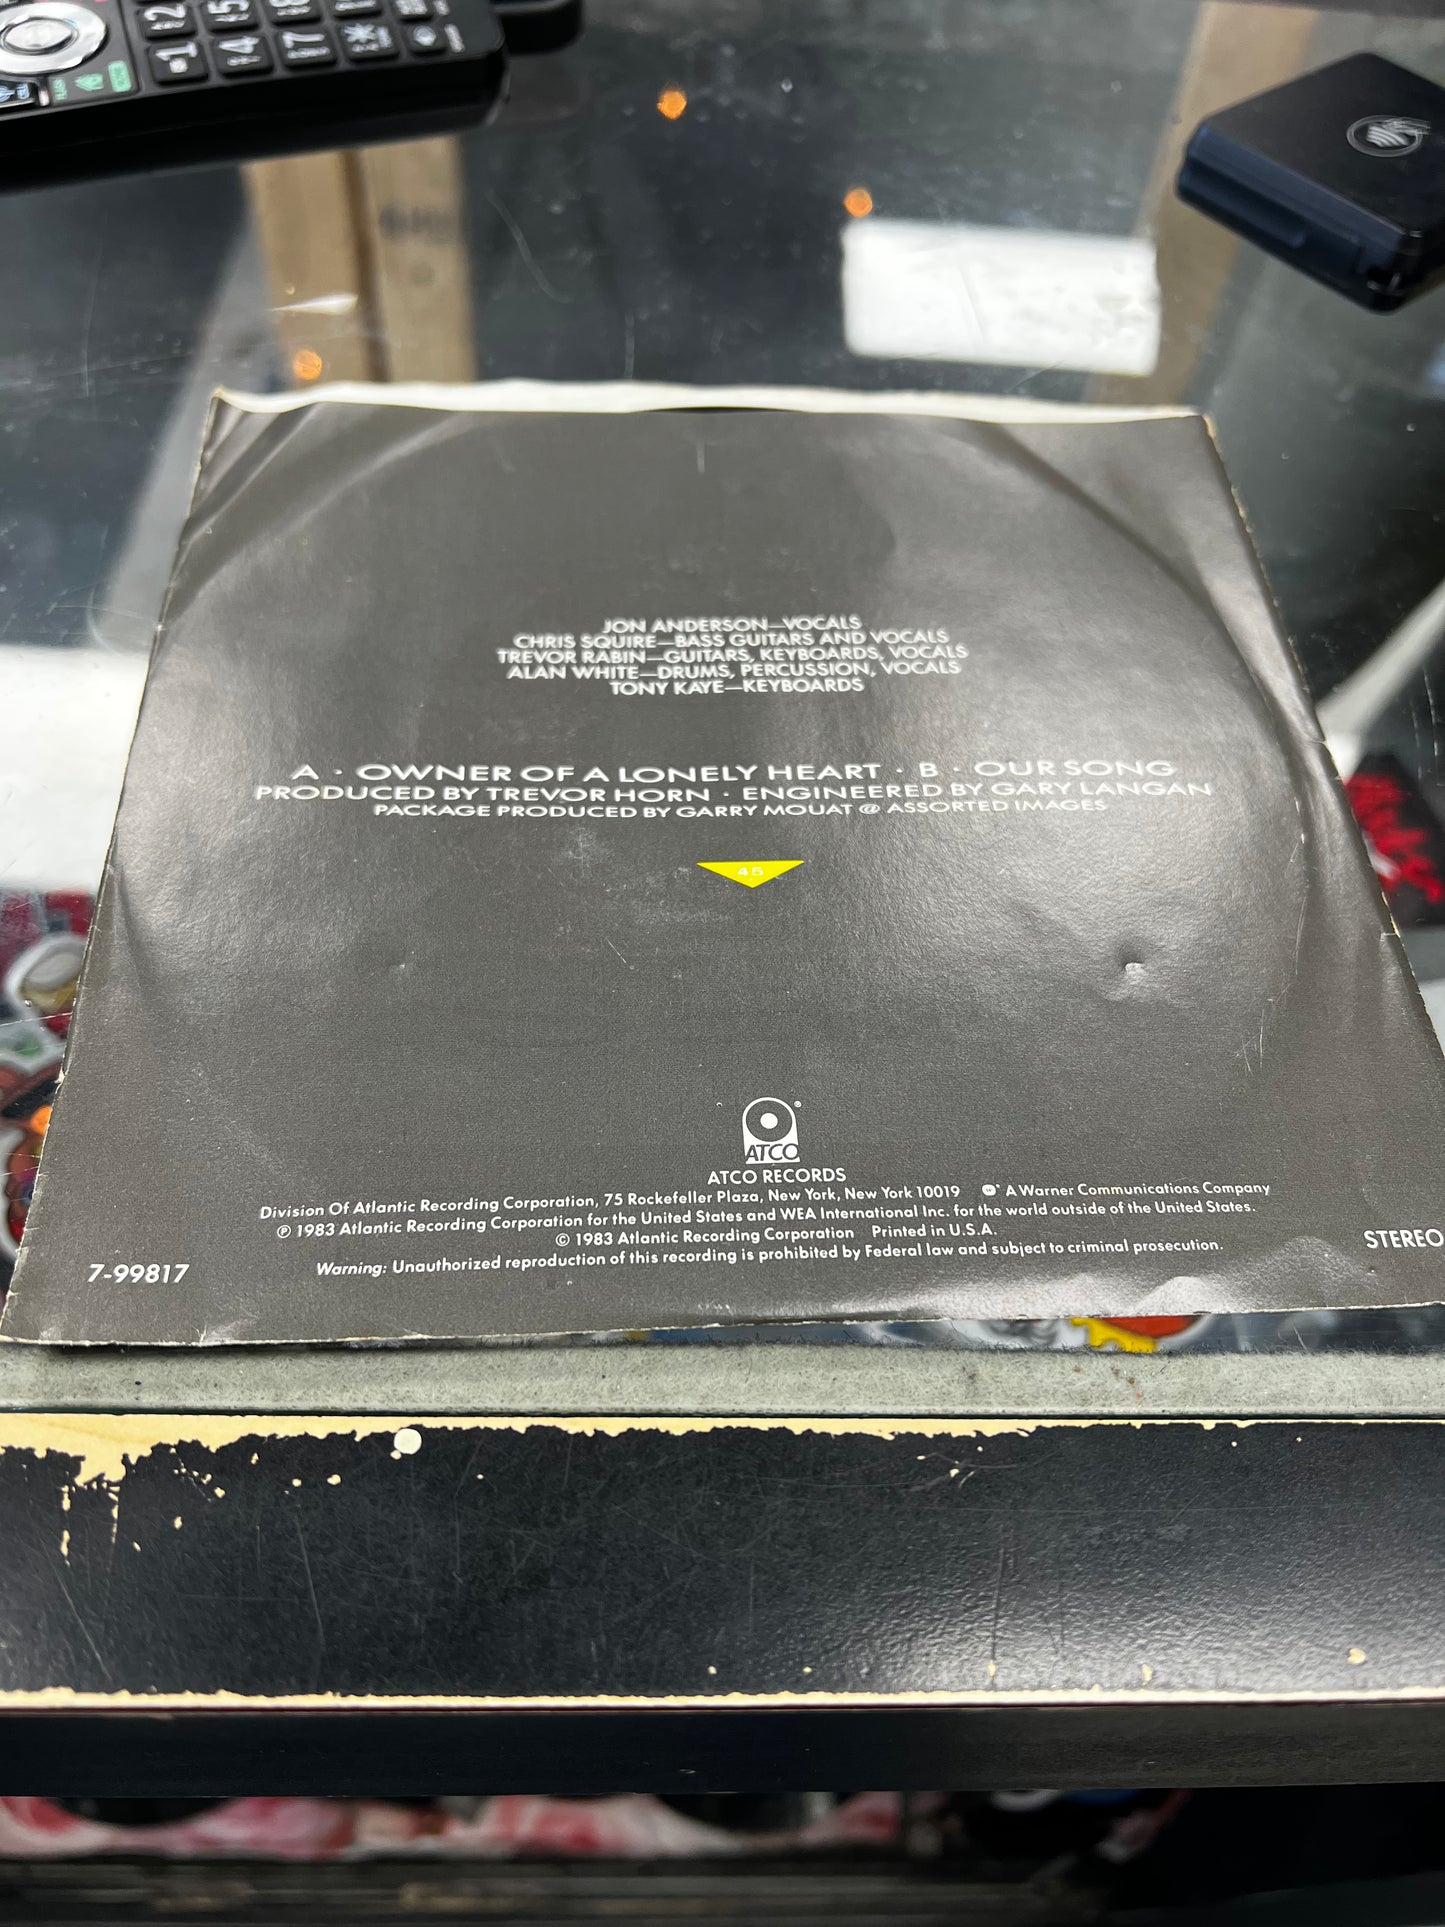 12
5
1
4
7
*
JON ANDERSON—VOCALS
CHRIS SQUIRE—BASS GUITARS AND VOCALS
TREVOR RABIN—GUITARS, KEYBOARDS, VOCALS
ALAN WHITE—DRUMS, PERCUSSION, VOCALS
TONY KAYE—KEYBOARDS
A · OWNER OF A LONELY HEART · B · OUR SONG
PRODUCED BY TREVOR HORN · ENGINEERED BY GARY LANGAN
PACKAGE PRODUCED BY GARRY MOUAT @ ASSORTED IMAGES
45
ATCO®
ATCO RECORDS
Division Of Atlantic Recording Corporation, 75 Rockefeller Plaza, New York, New York 10019 A Warner Communications Company
℗ 1983 Atlantic Recording Corporation for the United States and WEA International Inc. for the world outside of the United States.
© 1983 Atlantic Recording Corporation Printed in U.S.A.
Warning: Unauthorized reproduction of this recording is prohibited by Federal law and subject to criminal prosecution.
7-99817
STEREO